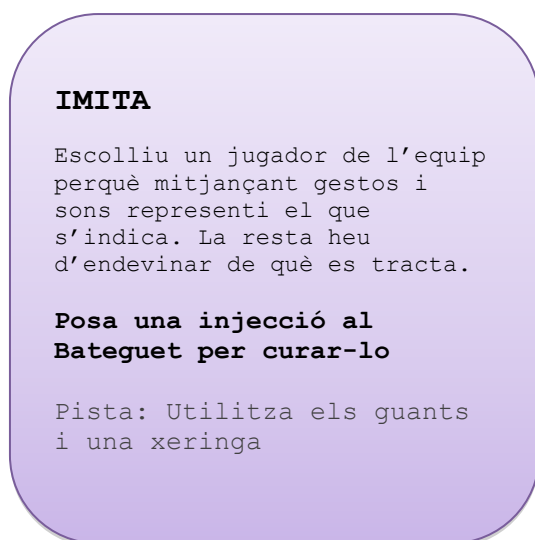 IMITA
Escolliu un jugador de l’equip
perquè mitjançant gestos i
sons representi el que
s’indica. La resta heu
d’endevinar de què es tracta.
Posa una injecció al
Bateguet per curar-lo
Pista: Utilitza els guants
i una xeringa